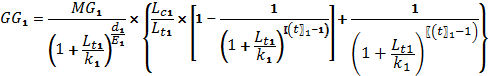 GG₁ = MG₁ / (1 + L_t1/k₁)^(d₁/E₁) × { L_c1/L_t1 × [1 − 1 / (1 + L_t1/k₁)^(⟦(t⟧₁−1)] + 1 / (1 + L_t1/k₁)^(⟦(t⟧₁−1)